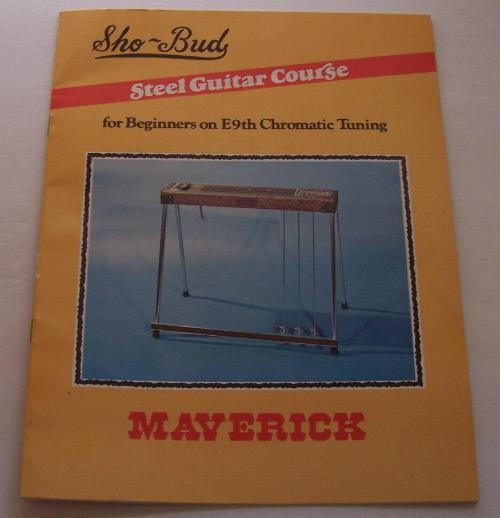 Sho~Bud
Steel Guitar Course
for Beginners on E9th Chromatic Tuning
MAVERICK